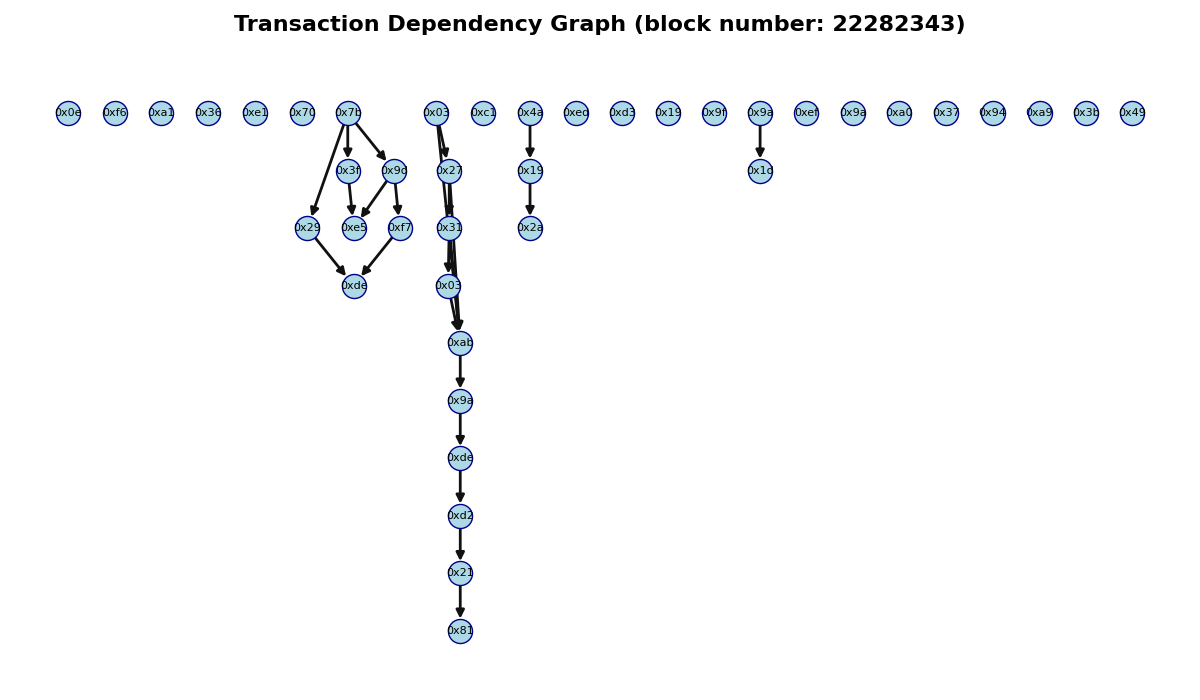 Transaction Dependency Graph (block number: 22282343)
0x0e 0xf6 0xa1 0x36 0xe1 0x70 0x7b 0x03 0xc1 0x4a 0xed 0xd3 0x19 0x9f 0x9a 0xef 0x9a 0xa0 0x37 0x94 0xa9 0x3b 0x49
0x3f 0x9d 0x27 0x19 0x1d
0x29 0xe5 0xf7 0x31 0x2a
0xde 0x03
0xab
0x9a
0xde
0xd2
0x21
0x81